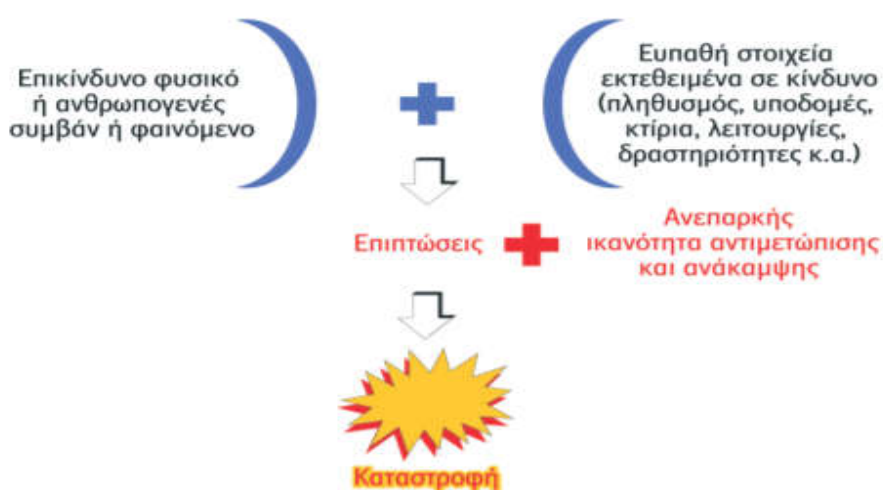 Επικίνδυνο φυσικό
ή ανθρωπογενές
συμβάν ή φαινόμενο
Ευπαθή στοιχεία
εκτεθειμένα σε κίνδυνο
(πληθυσμός, υποδομές,
κτίρια, λειτουργίες,
δραστηριότητες κ.α.)
Επιπτώσεις
Ανεπαρκής
ικανότητα αντιμετώπισης
και ανάκαμψης
Καταστροφή